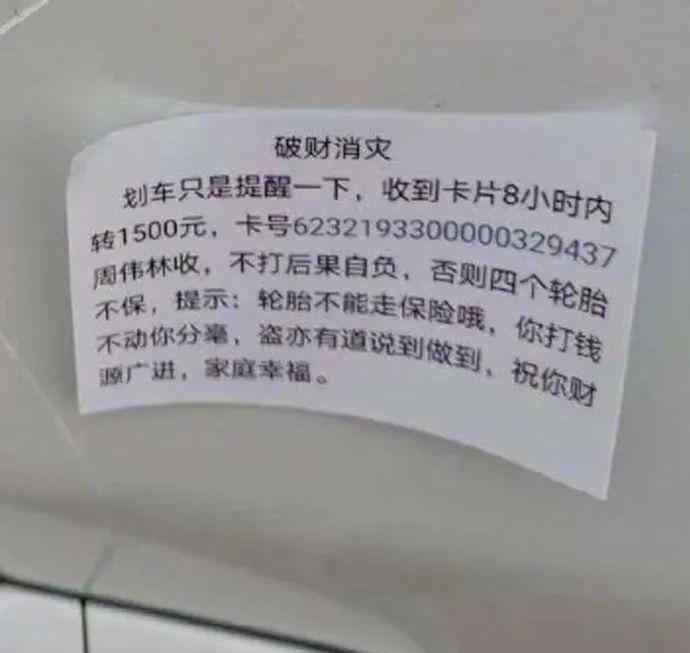 破财消灾
划车只是提醒一下，收到卡片8小时内
转1500元，卡号6232193300000329437
周伟林收，不打后果自负，否则四个轮胎
不保，提示：轮胎不能走保险哦，你打钱
不动你分毫，盗亦有道说到做到，祝你财
源广进，家庭幸福。